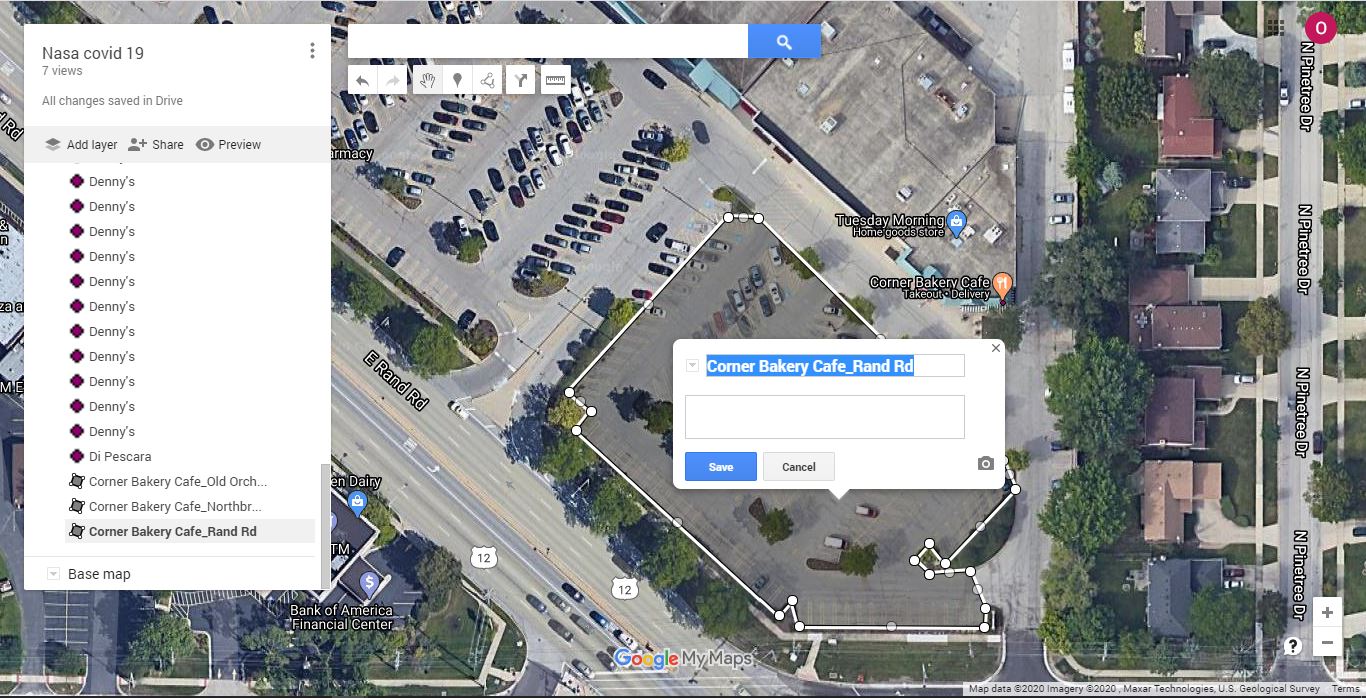 Nasa covid 19
7 views
All changes saved in Drive
Add layer
Share
Preview
Denny's
Denny's
Denny's
Denny's
Denny's
Denny's
Denny's
Denny's
Denny's
Denny's
Denny's
Di Pescara
Corner Bakery Cafe_Old Orch...
Corner Bakery Cafe_Northbr...
Corner Bakery Cafe_Rand Rd
Base map
O
armacy
d Rd
&
n
za a
M.E
Tuesday Morning
Home goods store
Corner Bakery Cafe
Takeout • Delivery
E Rand Rd
Corner Bakery Cafe_Rand Rd
Save
Cancel
en Dairy
TM
12
12
$
Bank of America
Financial Center
N Pinetree Dr
N Pinetree Dr
N Pinetree Dr
N Pinetree Dr
Google My Maps
+
?
−
Map data ©2020 Imagery ©2020 , Maxar Technologies, U.S. Geological Survey
Terms